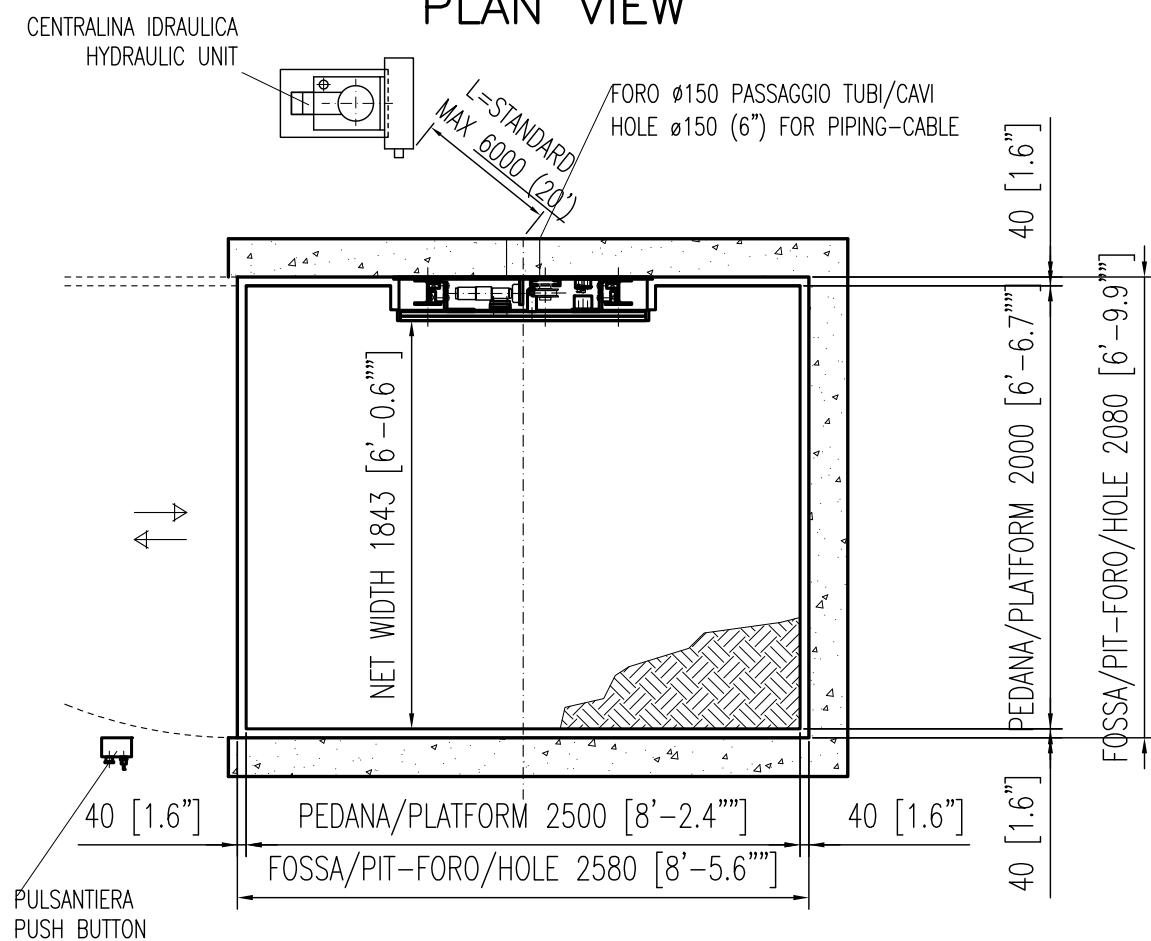 PLAN VIEW
CENTRALINA IDRAULICA
HYDRAULIC UNIT
L=STANDARD
MAX 6000 (20')
FORO ø150 PASSAGGIO TUBI/CAVI
HOLE ø150 (6”) FOR PIPING-CABLE
40 [1.6”]
NET WIDTH 1843 [6’-0.6”"]
PEDANA/PLATFORM 2000 [6’-6.7”"]
FOSSA/PIT-FORO/HOLE 2080 [6’-9.9”"]
40 [1.6”]
40 [1.6”]
PEDANA/PLATFORM 2500 [8’-2.4”"]
40 [1.6”]
FOSSA/PIT-FORO/HOLE 2580 [8’-5.6”"]
PULSANTIERA
PUSH BUTTON